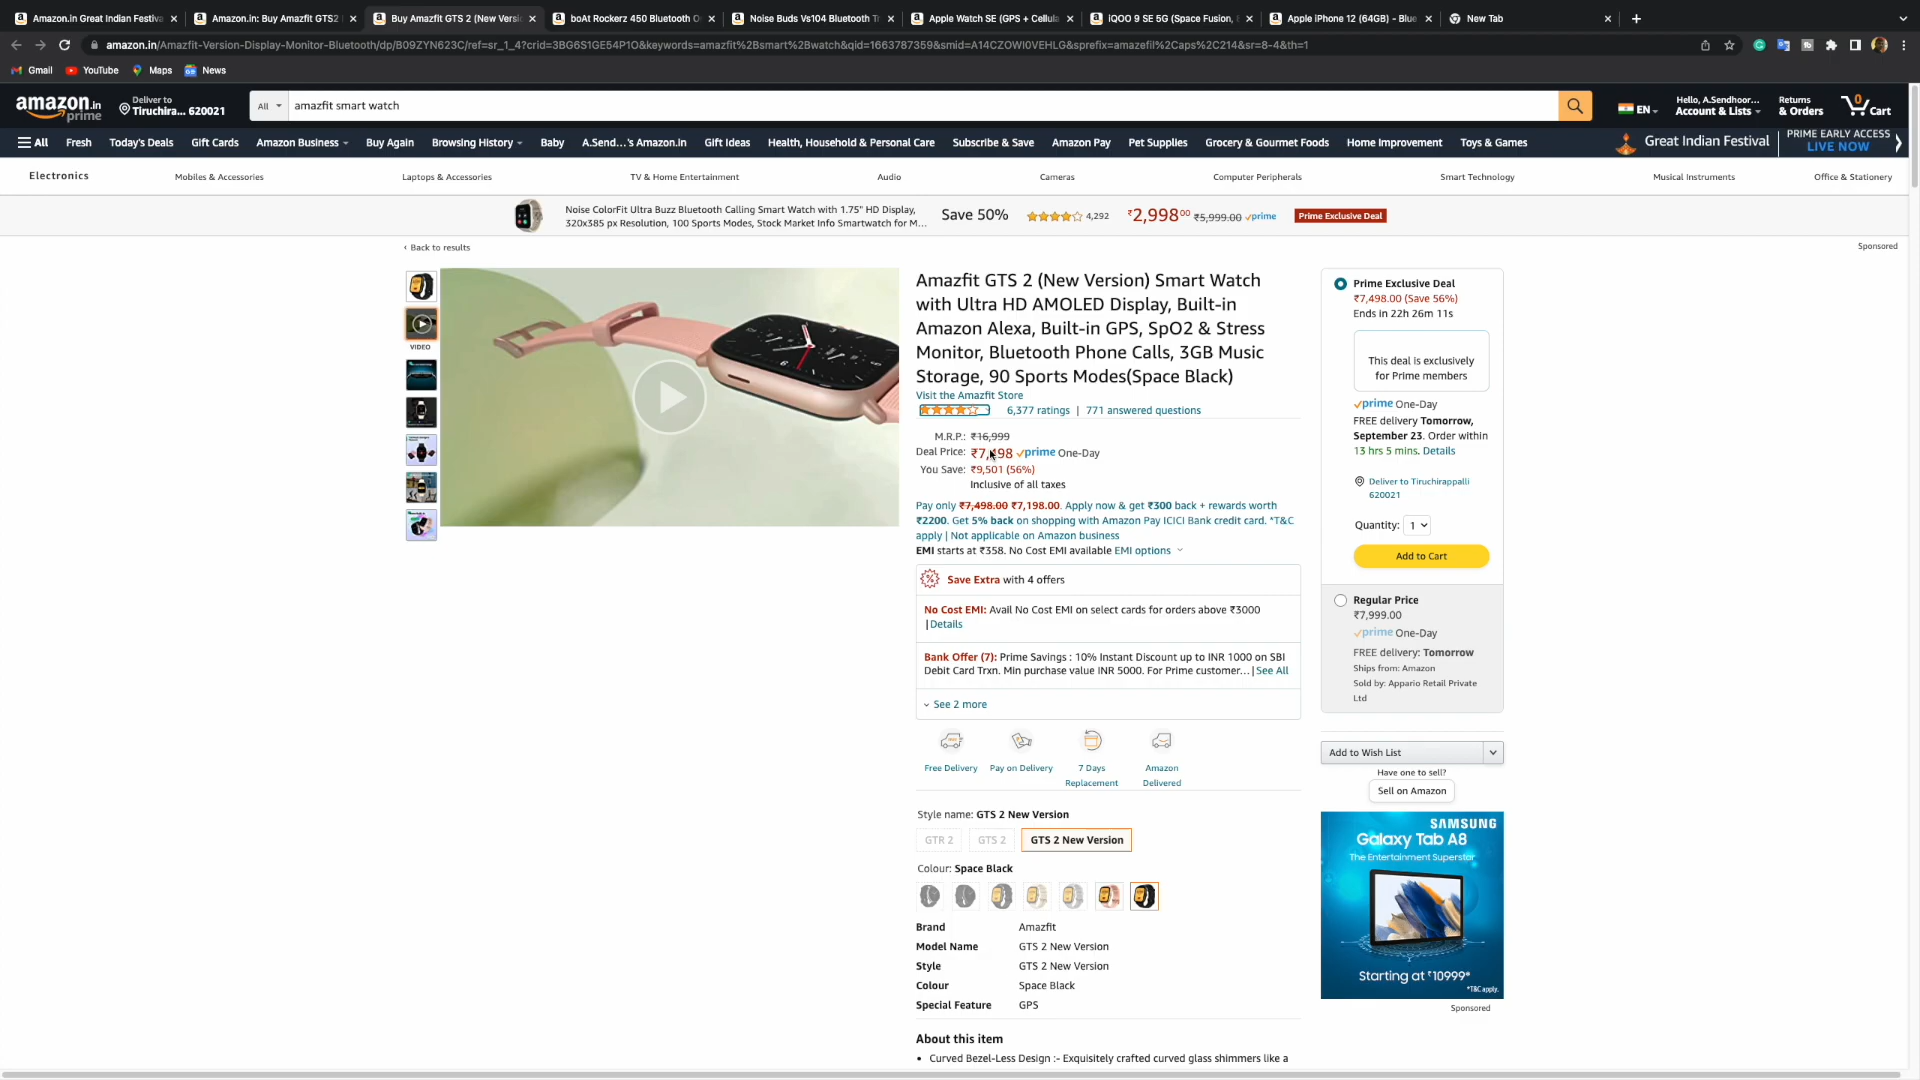 Amazon.in Great Indian Festiva
Amazon.in: Buy Amazfit GTS2
Buy Amazfit GTS 2 (New Versi
boAt Rockerz 450 Bluetooth O
Noise Buds Vs104 Bluetooth T
Apple Watch SE (GPS + Cellula
iQOO 9 SE 5G (Space Fusion,
Apple iPhone 12 (64GB) - Blue
New Tab
amazon.in/Amazfit-Version-Display-Monitor-Bluetooth/dp/B09ZYN623C/ref=sr_1_4?crid=3BG6S1GE54P1O&keywords=amazfit%2Bsmart%2Bwatch&qid=1663787359&smid=A14CZOWI0VEHLG&sprefix=amazefil%2Caps%2C214&sr=8-4&th=1
Gmail YouTube Maps News
amazon.in
prime
Deliver to
Tiruchira... 620021
All
amazfit smart watch
EN
Hello, A.Sendhoor...
Account & Lists
Returns
& Orders
0
Cart
All Fresh Today's Deals Gift Cards Amazon Business Buy Again Browsing History Baby A.Send...'s Amazon.in Gift Ideas Health, Household & Personal Care Subscribe & Save Amazon Pay Pet Supplies Grocery & Gourmet Foods Home Improvement Toys & Games
Great Indian Festival
PRIME EARLY ACCESS
LIVE NOW
Electronics Mobiles & Accessories Laptops & Accessories TV & Home Entertainment Audio Cameras Computer Peripherals Smart Technology Musical Instruments Office & Stationery
Noise ColorFit Ultra Buzz Bluetooth Calling Smart Watch with 1.75" HD Display,
320x385 px Resolution, 100 Sports Modes, Stock Market Info Smartwatch for M...
Save 50%
4,292
₹2,998⁰⁰ ₹5,999.00 prime
Prime Exclusive Deal
‹ Back to results
Sponsored
VIDEO
Amazfit GTS 2 (New Version) Smart Watch
with Ultra HD AMOLED Display, Built-in
Amazon Alexa, Built-in GPS, SpO2 & Stress
Monitor, Bluetooth Phone Calls, 3GB Music
Storage, 90 Sports Modes(Space Black)
Visit the Amazfit Store
6,377 ratings | 771 answered questions
M.R.P.: ₹16,999
Deal Price: ₹7,498 prime One-Day
You Save: ₹9,501 (56%)
Inclusive of all taxes
Pay only ₹7,498.00 ₹7,198.00. Apply now & get ₹300 back + rewards worth
₹2200. Get 5% back on shopping with Amazon Pay ICICI Bank credit card. *T&C
apply | Not applicable on Amazon business
EMI starts at ₹358. No Cost EMI available EMI options
Save Extra with 4 offers
No Cost EMI: Avail No Cost EMI on select cards for orders above ₹3000
|Details
Bank Offer (7): Prime Savings : 10% Instant Discount up to INR 1000 on SBI
Debit Card Trxn. Min purchase value INR 5000. For Prime customer... | See All
See 2 more
Free Delivery
Pay on Delivery
7 Days
Replacement
Amazon
Delivered
Style name: GTS 2 New Version
GTR 2
GTS 2
GTS 2 New Version
Colour: Space Black
Brand Amazfit
Model Name GTS 2 New Version
Style GTS 2 New Version
Colour Space Black
Special Feature GPS
About this item
• Curved Bezel-Less Design :- Exquisitely crafted curved glass shimmers like a
Prime Exclusive Deal
₹7,498.00 (Save 56%)
Ends in 22h 26m 11s
This deal is exclusively
for Prime members
prime One-Day
FREE delivery Tomorrow,
September 23. Order within
13 hrs 5 mins. Details
Deliver to Tiruchirappalli
620021
Quantity: 1
Add to Cart
Regular Price
₹7,999.00
prime One-Day
FREE delivery: Tomorrow
Ships from: Amazon
Sold by: Appario Retail Private
Ltd
Add to Wish List
Have one to sell?
Sell on Amazon
SAMSUNG
Galaxy Tab A8
The Entertainment Superstar
Starting at ₹10999*
*T&C apply.
Sponsored